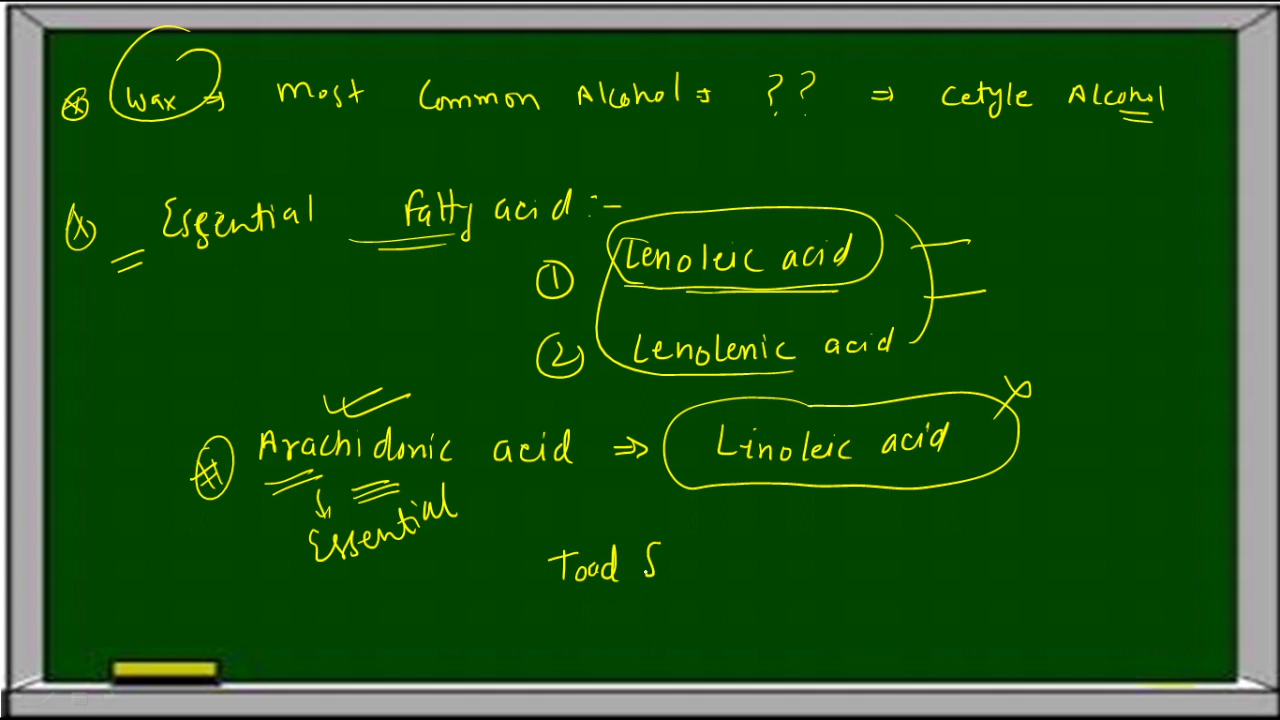 Wax ⇒ most Common Alcohol ⇒ ?? ⇒ Cetyle Alcohol
Essential Fatty acid :-
① Lenoleic acid
② Lenolenic acid
# Arachidonic acid ⇒ Linoleic acid
↓
Essential
Toad S